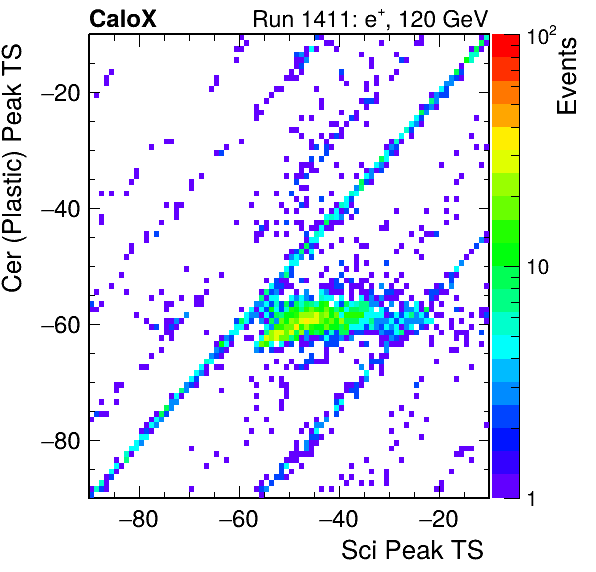 CaloX Run 1411: e⁺, 120 GeV
Cer (Plastic) Peak TS
−20
−40
−60
−80
−80 −60 −40 −20
Sci Peak TS
10²
10
1
Events